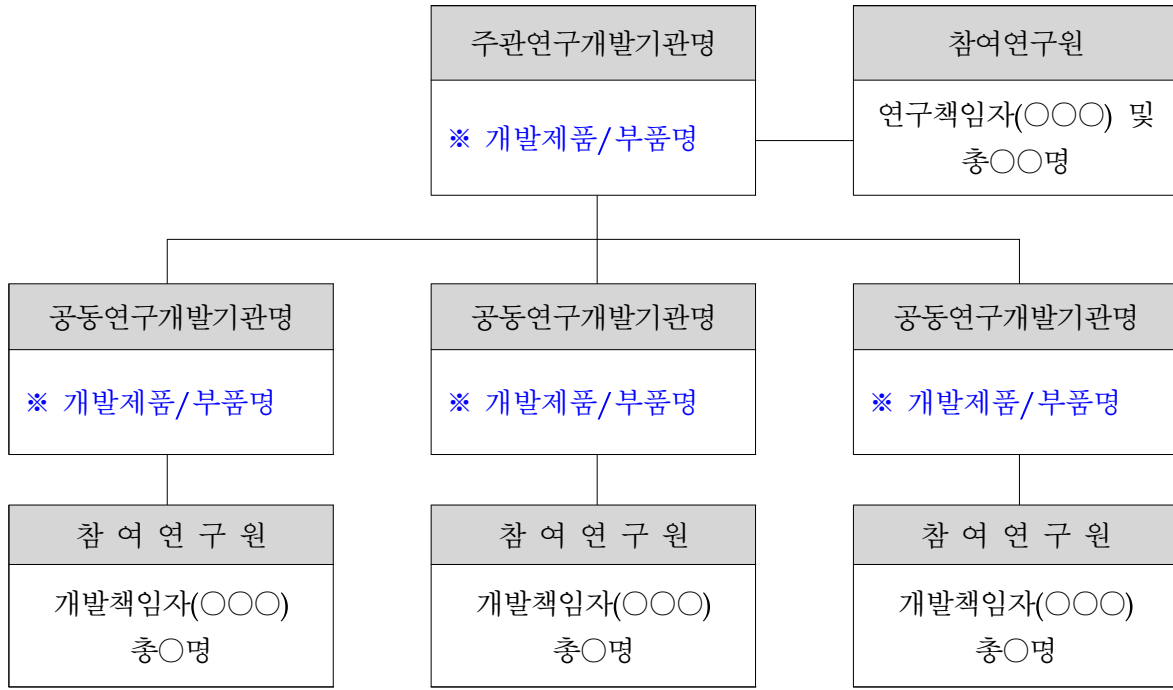 주관연구개발기관명
※ 개발제품/부품명
참여연구원
연구책임자(○○○) 및
총○○명
공동연구개발기관명
※ 개발제품/부품명
공동연구개발기관명
※ 개발제품/부품명
공동연구개발기관명
※ 개발제품/부품명
참 여 연 구 원
개발책임자(○○○)
총○명
참 여 연 구 원
개발책임자(○○○)
총○명
참 여 연 구 원
개발책임자(○○○)
총○명